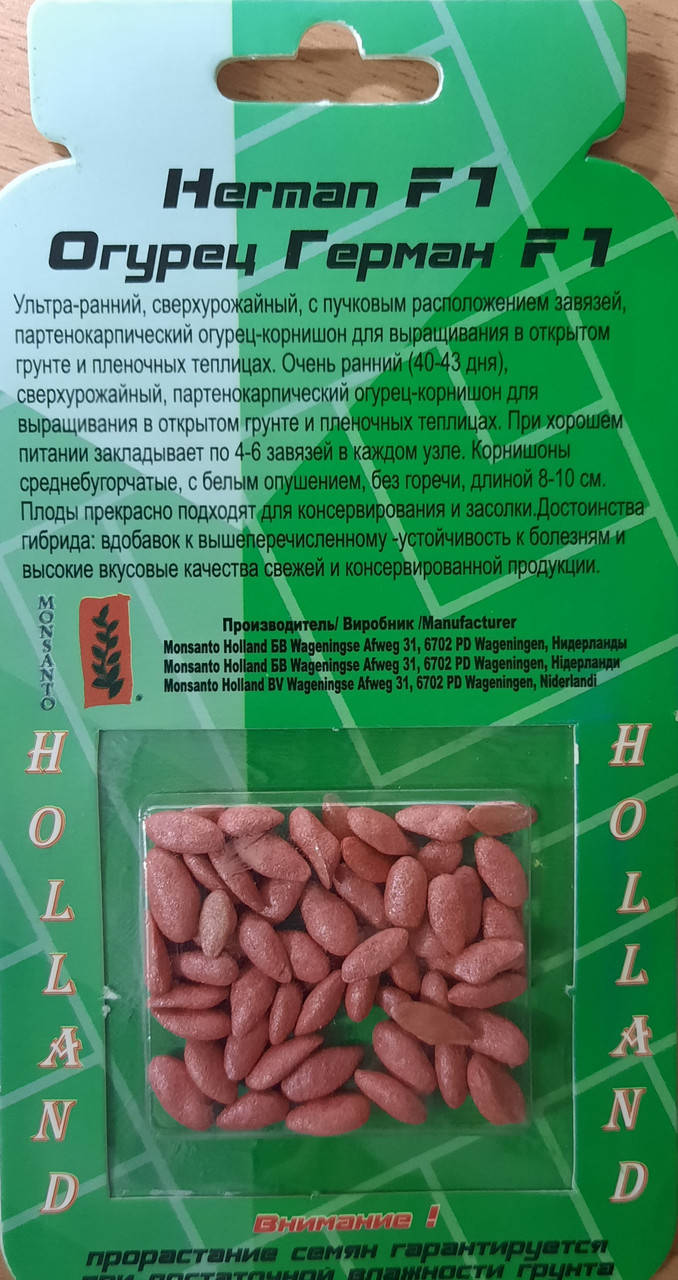 Herman F1
Огурец Герман F1
Ультра-ранний, сверхурожайный, с пучковым расположением завязей,
партенокарпический огурец-корнишон для выращивания в открытом
грунте и пленочных теплицах. Очень ранний (40-43 дня),
сверхурожайный, партенокарпический огурец-корнишон для
выращивания в открытом грунте и пленочных теплицах. При хорошем
питании закладывает по 4-6 завязей в каждом узле. Корнишоны
среднебугорчатые, с белым опушением, без горечи, длиной 8-10 см.
Плоды прекрасно подходят для консервирования и засолки.Достоинства
гибрида: вдобавок к вышеперечисленному -устойчивость к болезням и
высокие вкусовые качества свежей и консервированной продукции.
MONSANTO
Производитель/ Виробник /Manufacturer
Monsanto Holland БВ Wageningse Afweg 31, 6702 PD Wageningen, Нидерланды
Monsanto Holland БВ Wageningse Afweg 31, 6702 PD Wageningen, Нідерланди
Monsanto Holland BV Wageningse Afweg 31, 6702 PD Wageningen, Niderlandi
HOLLAND
HOLLAND
Внимание !
прорастание семян гарантируется
при достаточной влажности грунта